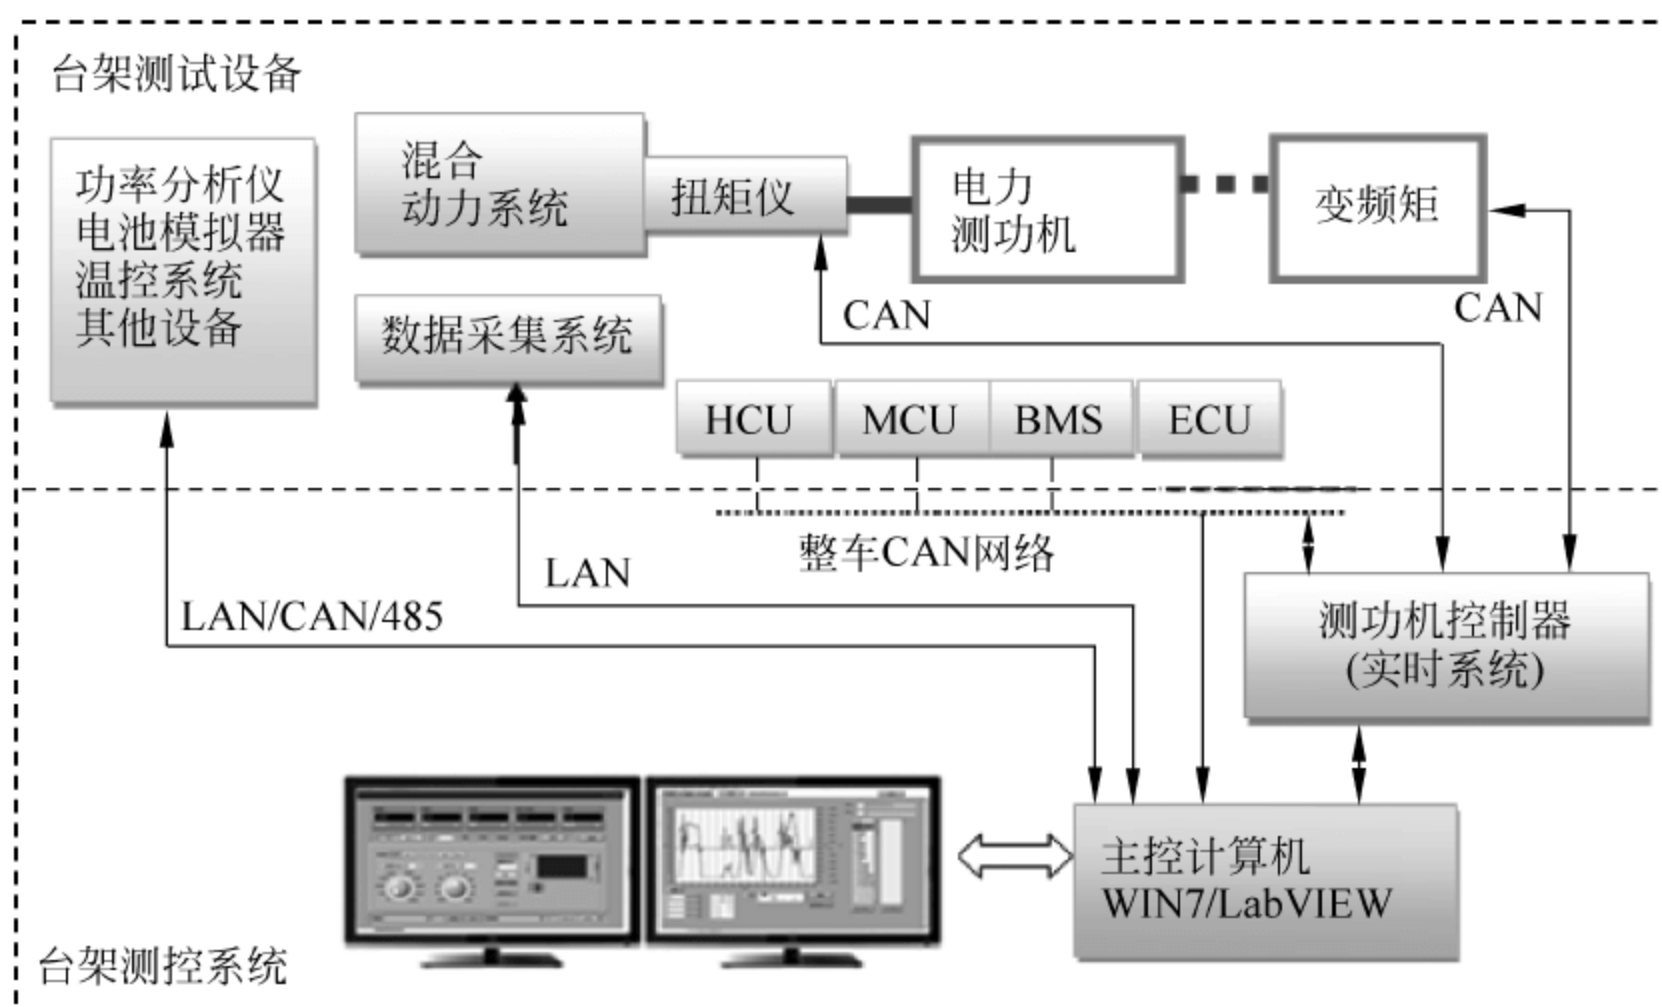 台架测试设备
功率分析仪
电池模拟器
温控系统
其他设备
混合
动力系统
扭矩仪
电力
测功机
变频矩
CAN
CAN
数据采集系统
HCU
MCU
BMS
ECU
整车CAN网络
LAN
LAN/CAN/485
测功机控制器
(实时系统)
主控计算机
WIN7/LabVIEW
台架测控系统